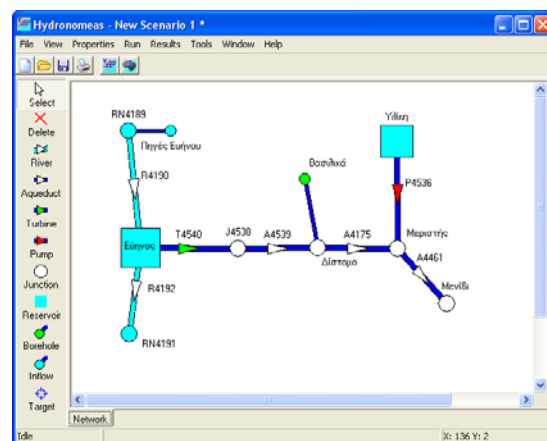 Hydronomeas - New Scenario 1 *
File View Properties Run Results Tools Window Help
Select
Delete
River
Aqueduct
Turbine
Pump
Junction
Reservoir
Borehole
Inflow
Target
RN4189
Πηγές Ευήνου
R4190
Εύηνος
T4540
J4538
A4539
Βασιλικά
Δίστομο
A4175
Υλίκη
P4536
Μεριστής
A4461
Μενίδι
R4192
RN4191
Network
Idle
X: 136 Y: 2